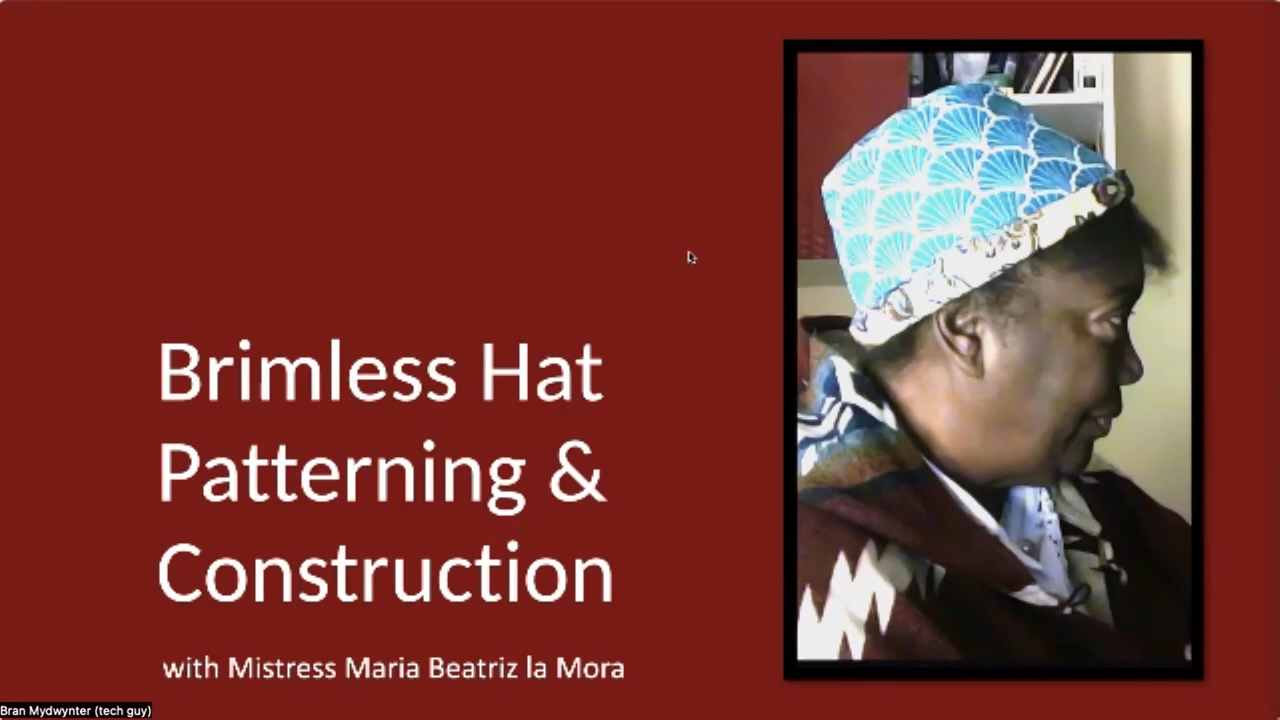 Brimless Hat
Patterning &
Construction
with Mistress Maria Beatriz la Mora
Bran Mydwynter (tech guy)